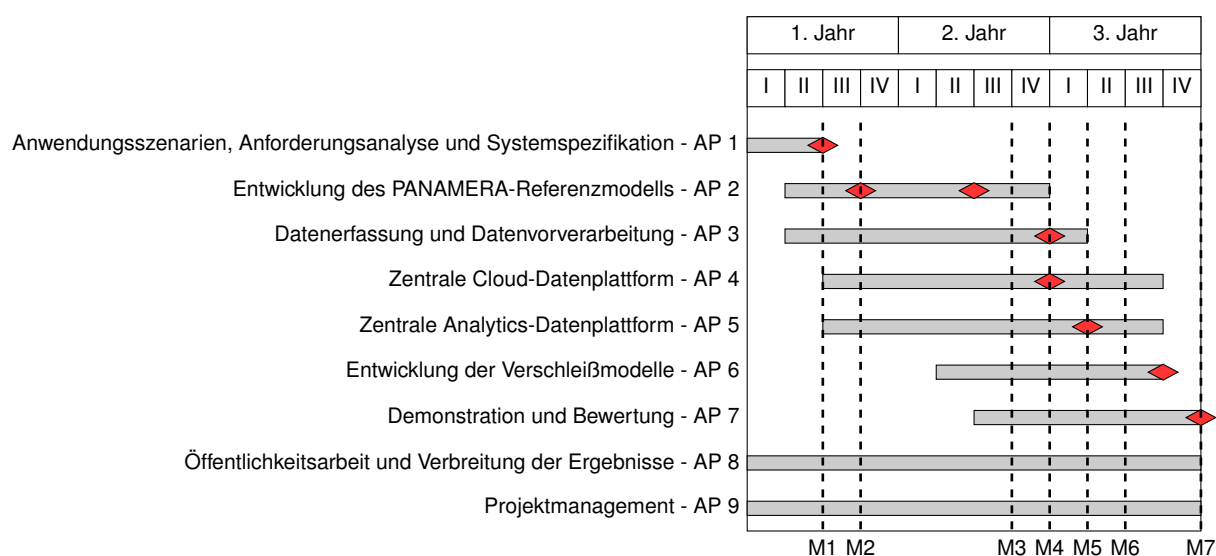 1. Jahr 2. Jahr 3. Jahr
I II III IV I II III IV I II III IV
Anwendungsszenarien, Anforderungsanalyse und Systemspezifikation - AP 1
Entwicklung des PANAMERA-Referenzmodells - AP 2
Datenerfassung und Datenvorverarbeitung - AP 3
Zentrale Cloud-Datenplattform - AP 4
Zentrale Analytics-Datenplattform - AP 5
Entwicklung der Verschleißmodelle - AP 6
Demonstration und Bewertung - AP 7
Öffentlichkeitsarbeit und Verbreitung der Ergebnisse - AP 8
Projektmanagement - AP 9
M1 M2 M3 M4 M5 M6 M7